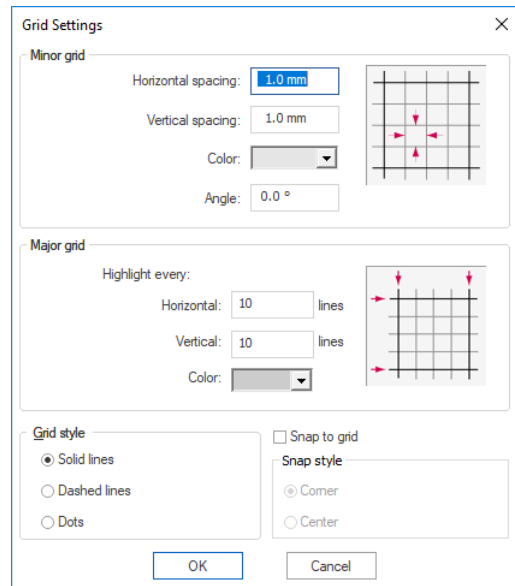 Grid Settings
Minor grid
Horizontal spacing: 1.0 mm
Vertical spacing: 1.0 mm
Color:
Angle: 0.0 °
Major grid
Highlight every:
Horizontal: 10 lines
Vertical: 10 lines
Color:
Grid style
Solid lines
Dashed lines
Dots
Snap to grid
Snap style
Corner
Center
OK
Cancel